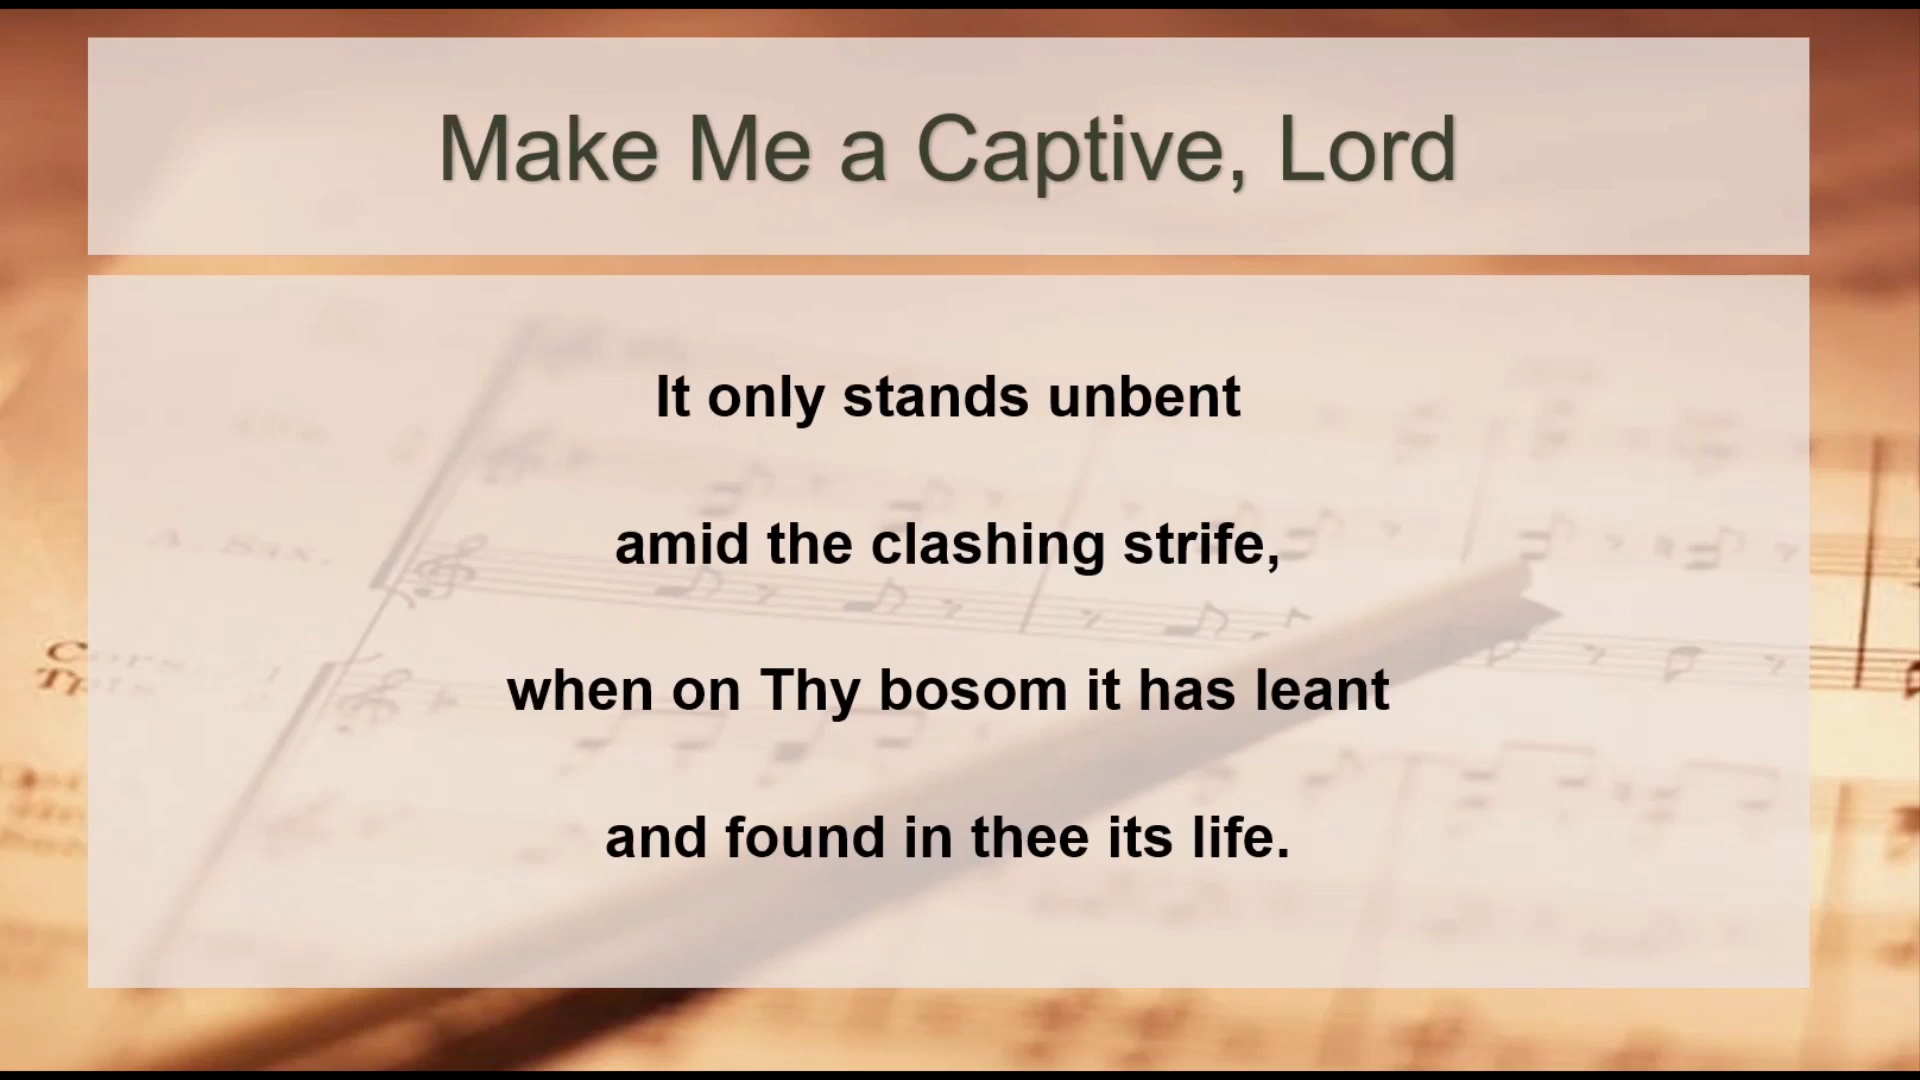 Make Me a Captive, Lord
It only stands unbent
amid the clashing strife,
when on Thy bosom it has leant
and found in thee its life.
A. Sax.